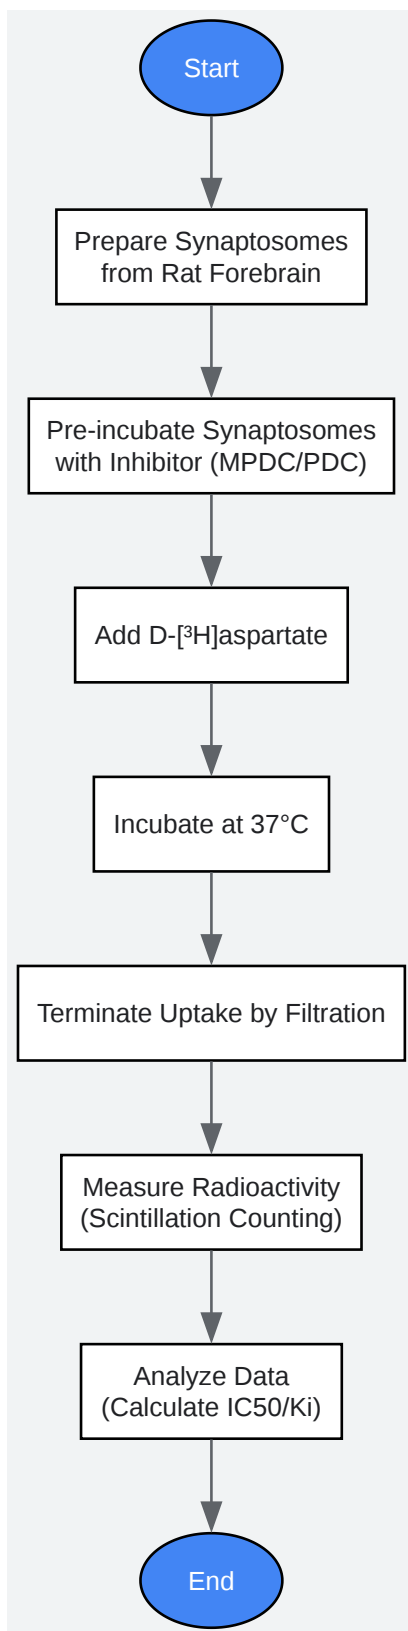 Start
Prepare Synaptosomes
from Rat Forebrain
Pre-incubate Synaptosomes
with Inhibitor (MPDC/PDC)
Add D-[³H]aspartate
Incubate at 37°C
Terminate Uptake by Filtration
Measure Radioactivity
(Scintillation Counting)
Analyze Data
(Calculate IC50/Ki)
End